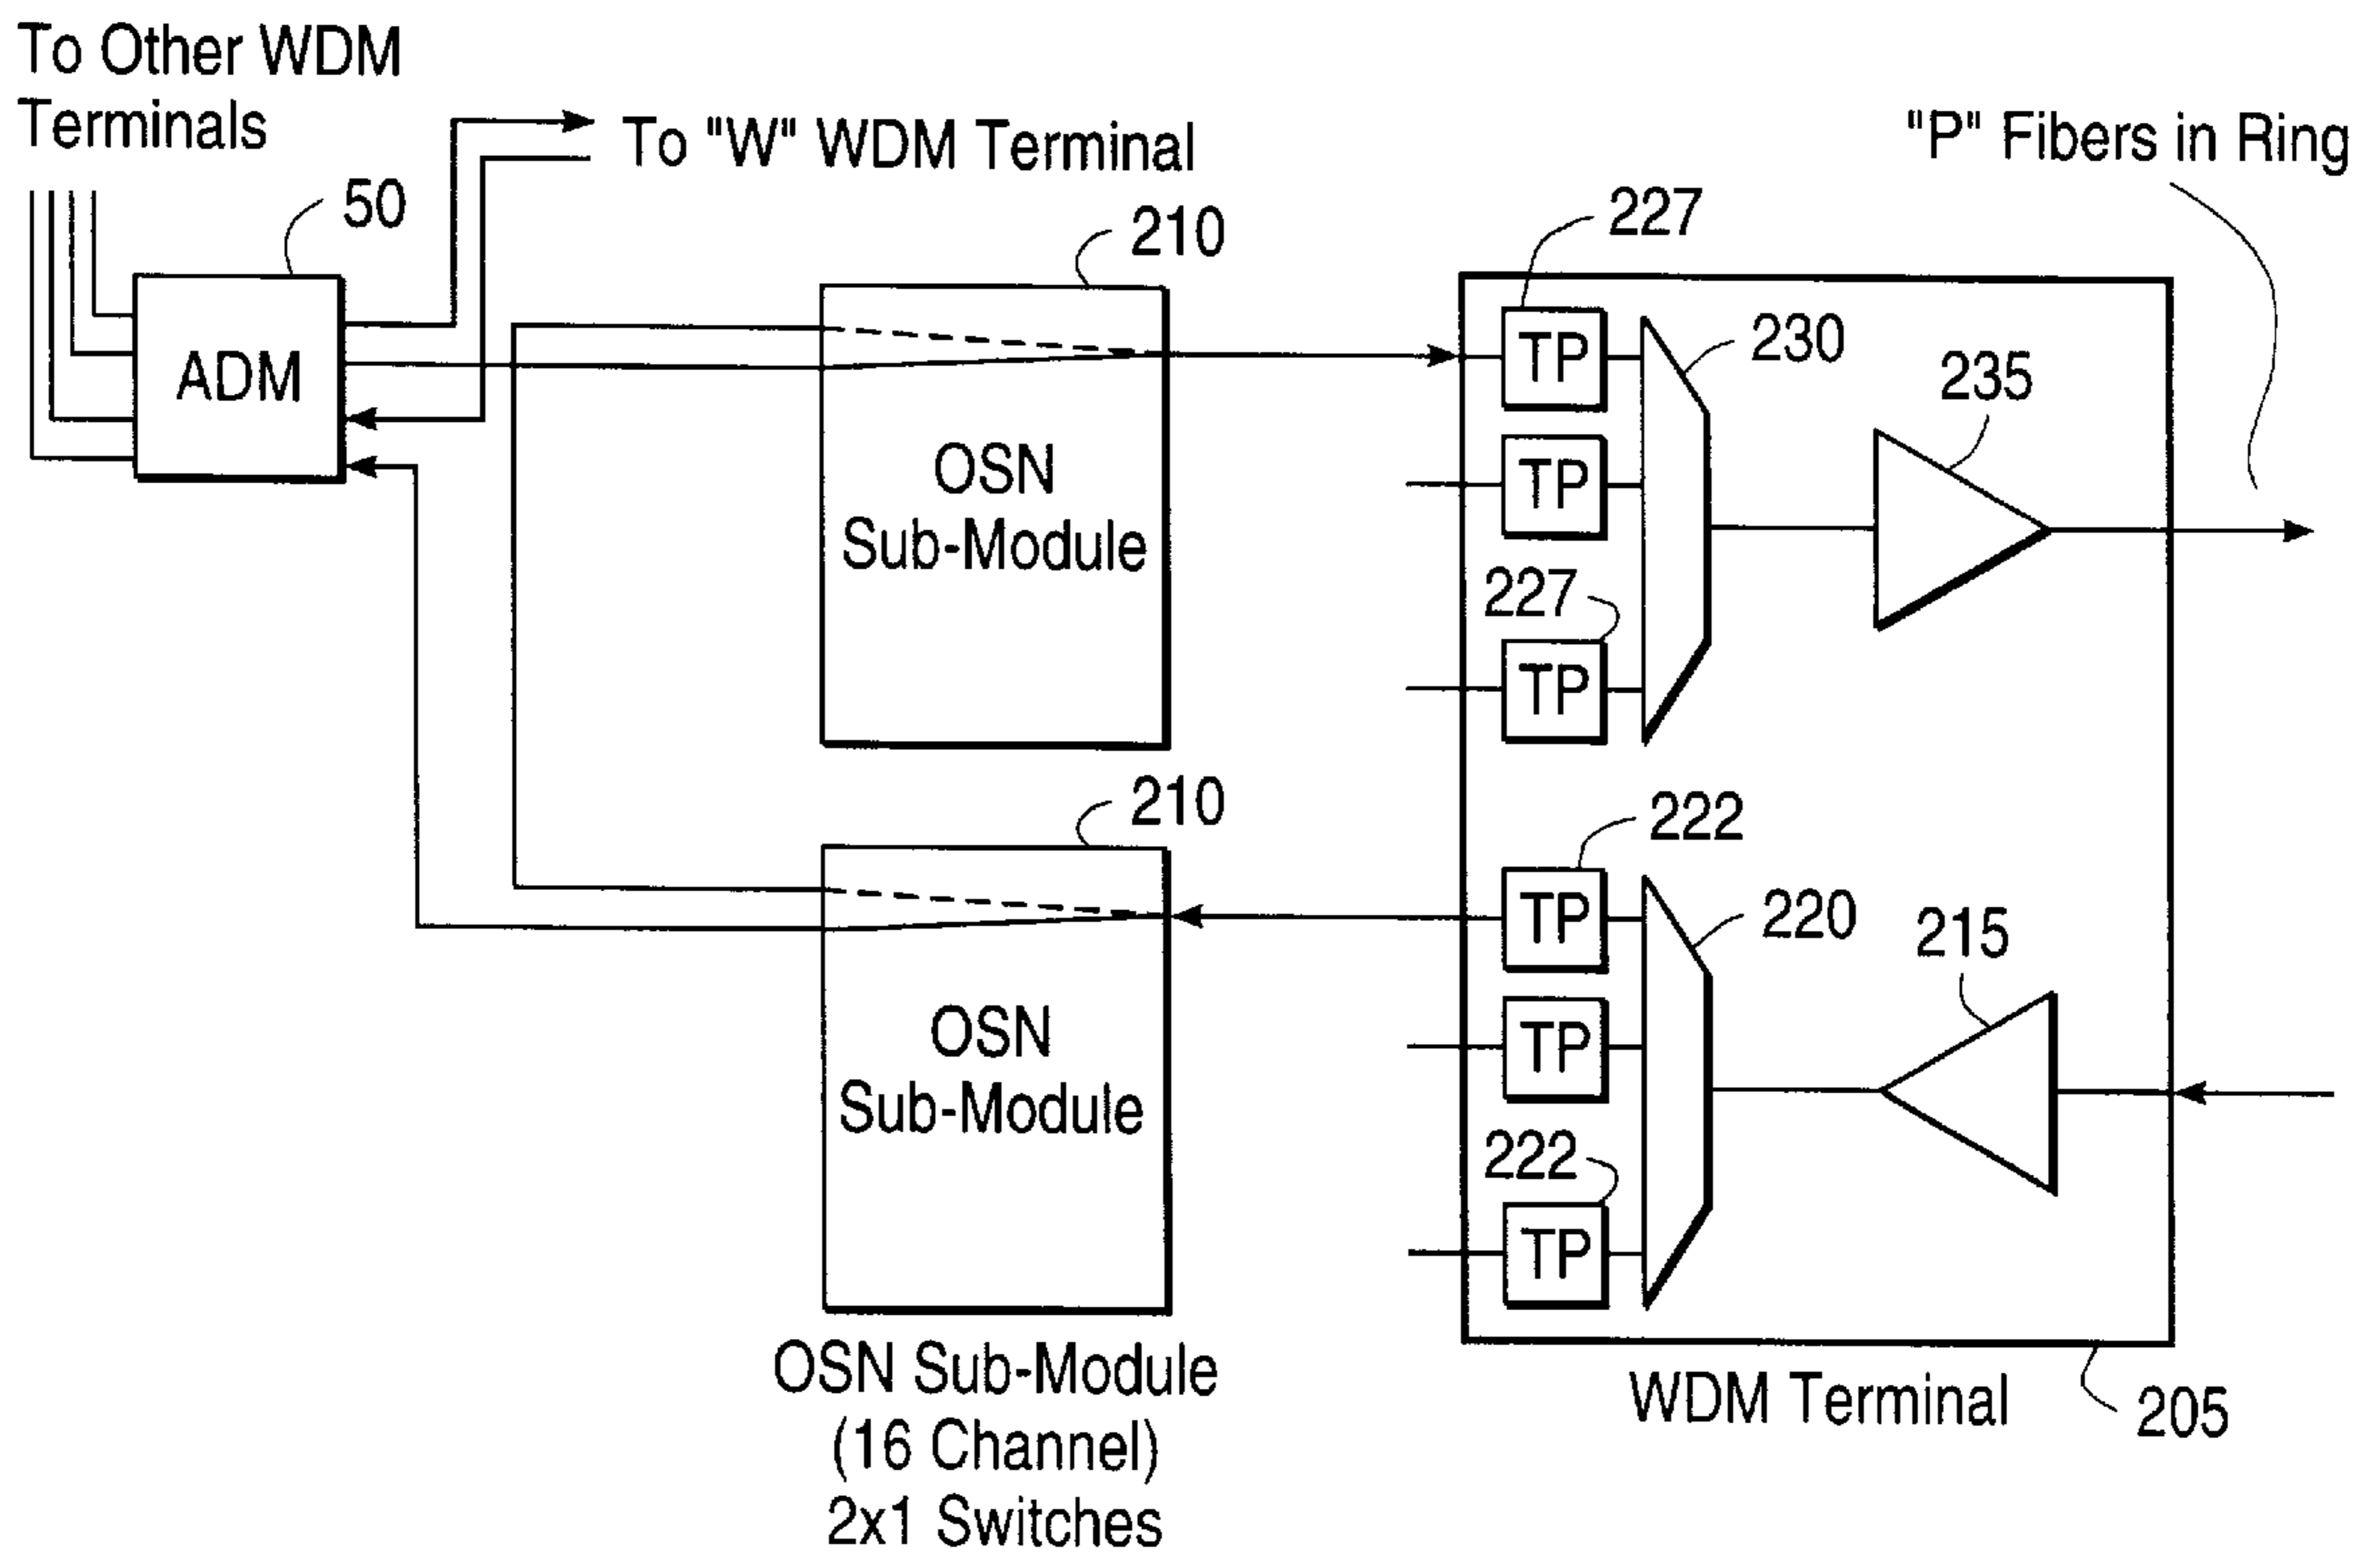 To Other WDM
Terminals
To "W" WDM Terminal
"P" Fibers in Ring
50
210
227
ADM
TP
230
235
OSN
Sub-Module
TP
227
TP
210
222
TP
220
215
OSN
Sub-Module
TP
222
TP
OSN Sub-Module
(16 Channel)
2x1 Switches
WDM Terminal
205